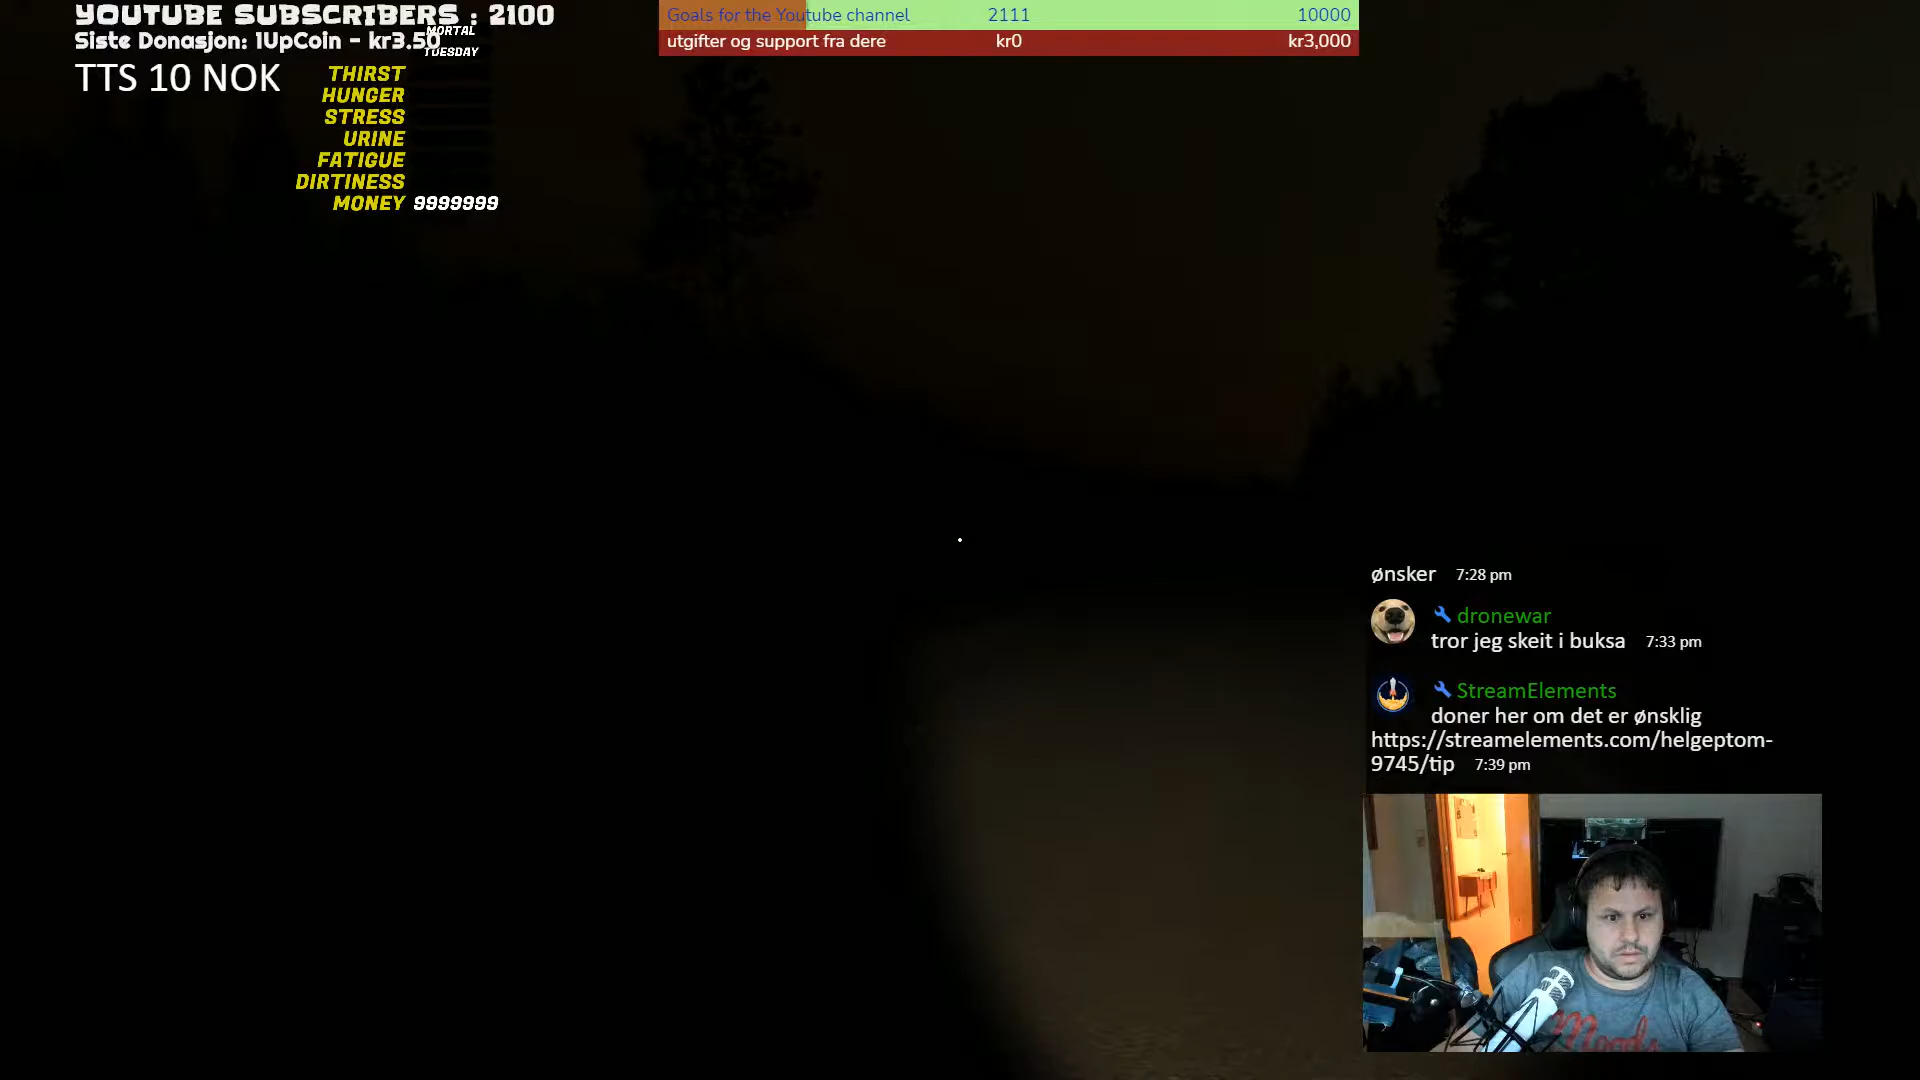 YOUTUBE SUBSCRIBERS : 2100
Siste Donasjon: 1UpCoin - kr3.50
MORTAL
TUESDAY
TTS 10 NOK
THIRST
HUNGER
STRESS
URINE
FATIGUE
DIRTINESS
MONEY 9999999
Goals for the Youtube channel 2111 10000
utgifter og support fra dere kr0 kr3,000
ønsker 7:28 pm
dronewar
tror jeg skeit i buksa 7:33 pm
StreamElements
doner her om det er ønsklig
https://streamelements.com/helgeptom-
9745/tip 7:39 pm